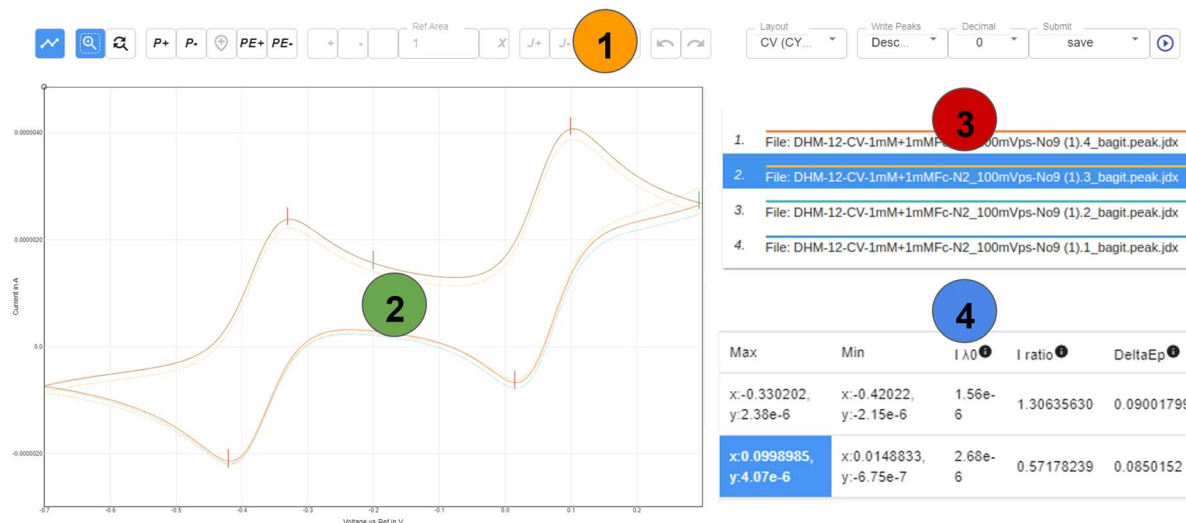 Ref Area
Layout
Write Peaks
Decimal
Submit
P+ P- PE+ PE- + - 1 X J+ J- 1
CV (CY... Desc... 0 save
3
1. File: DHM-12-CV-1mM+1mMFc- 00mVps-No9 (1).4_bagit.peak.jdx
2. File: DHM-12-CV-1mM+1mMFc-N2_100mVps-No9 (1).3_bagit.peak.jdx
3. File: DHM-12-CV-1mM+1mMFc-N2_100mVps-No9 (1).2_bagit.peak.jdx
4. File: DHM-12-CV-1mM+1mMFc-N2_100mVps-No9 (1).1_bagit.peak.jdx
0.0000040
0.0000020
0.0
-0.0000020
Current in A
2
-0.7 -0.6 -0.5 -0.4 -0.3 -0.2 -0.1 0.0 0.1 0.2
Voltage vs Ref in V
4
Max Min I λ0 I ratio DeltaEp
x:-0.330202, y:2.38e-6
x:-0.42022, y:-2.15e-6
1.56e-6
1.30635630
0.09001799
x:0.0998985, y:4.07e-6
x:0.0148833, y:-6.75e-7
2.68e-6
0.57178239
0.0850152